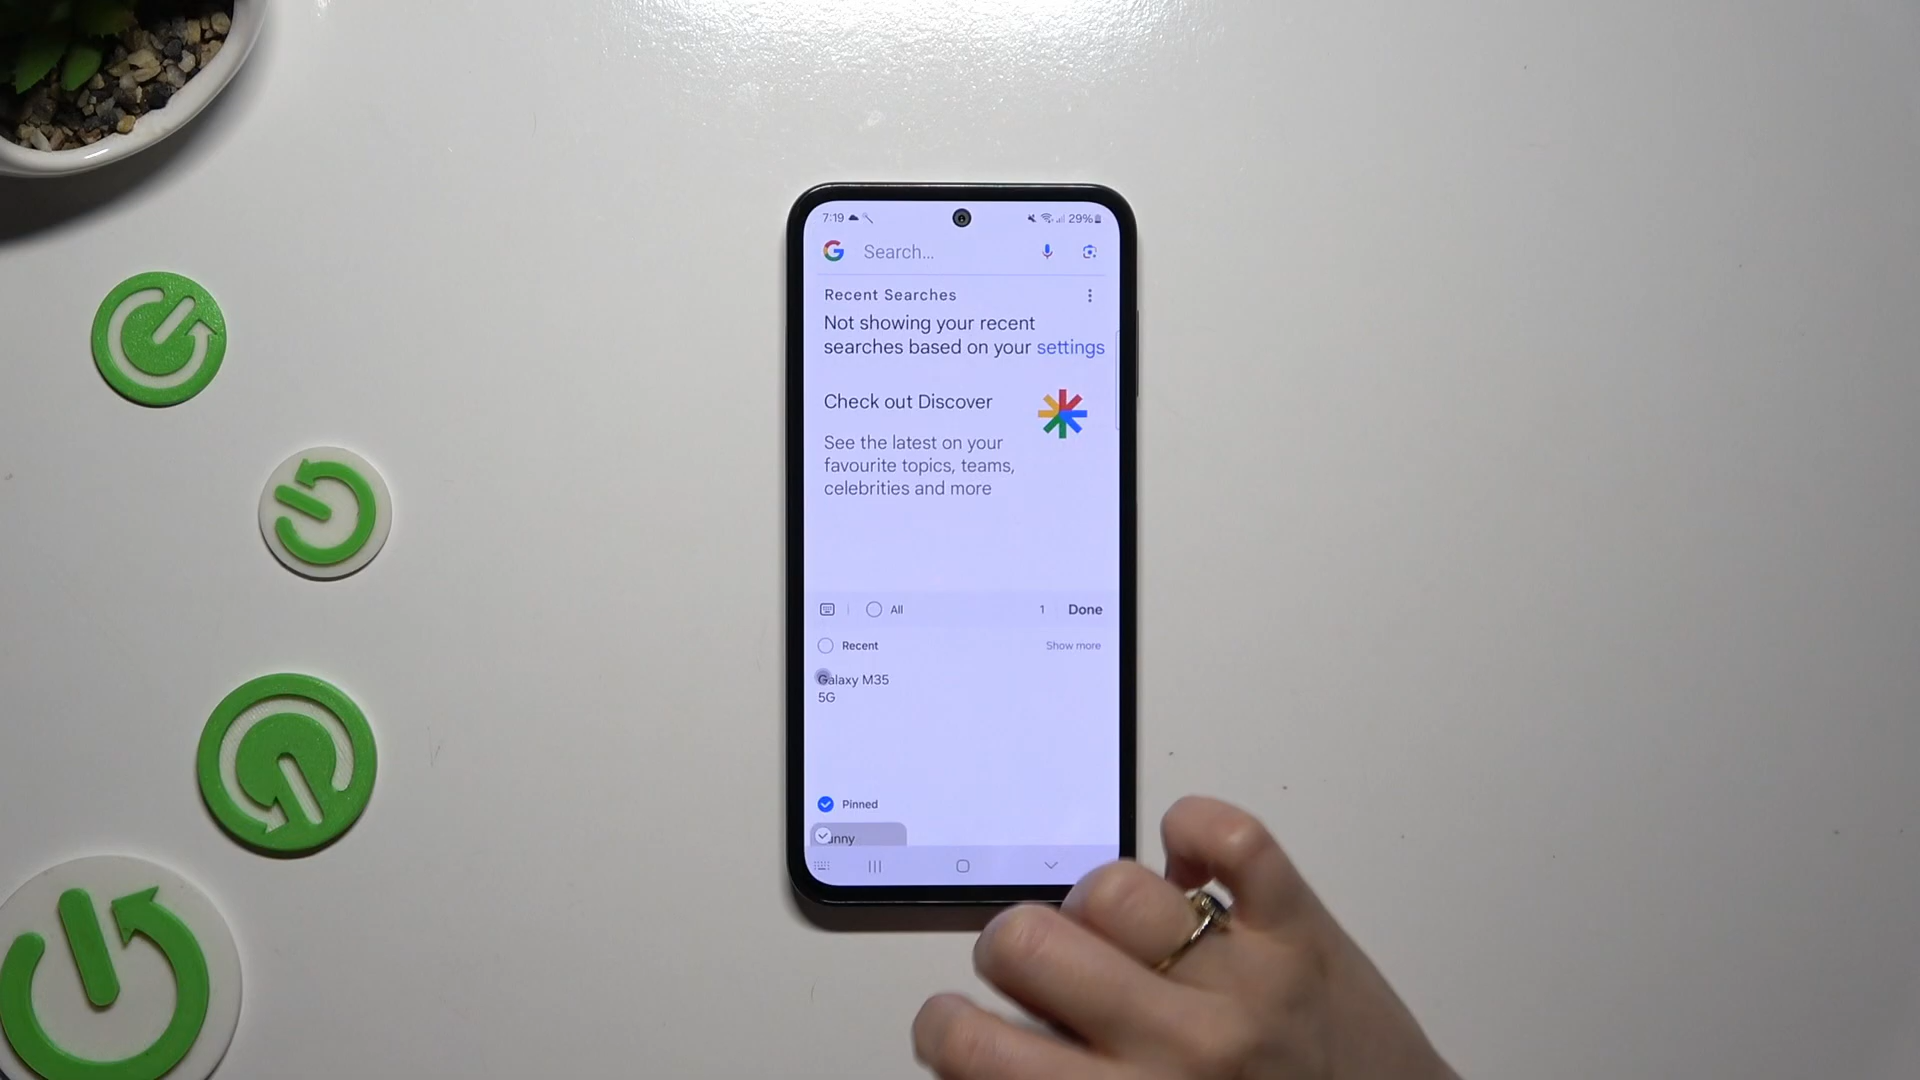 7:19
29%
Search...
Recent Searches
Not showing your recent
searches based on your settings
Check out Discover
See the latest on your
favourite topics, teams,
celebrities and more
All
1
Done
Recent
Show more
Galaxy M35
5G
Pinned